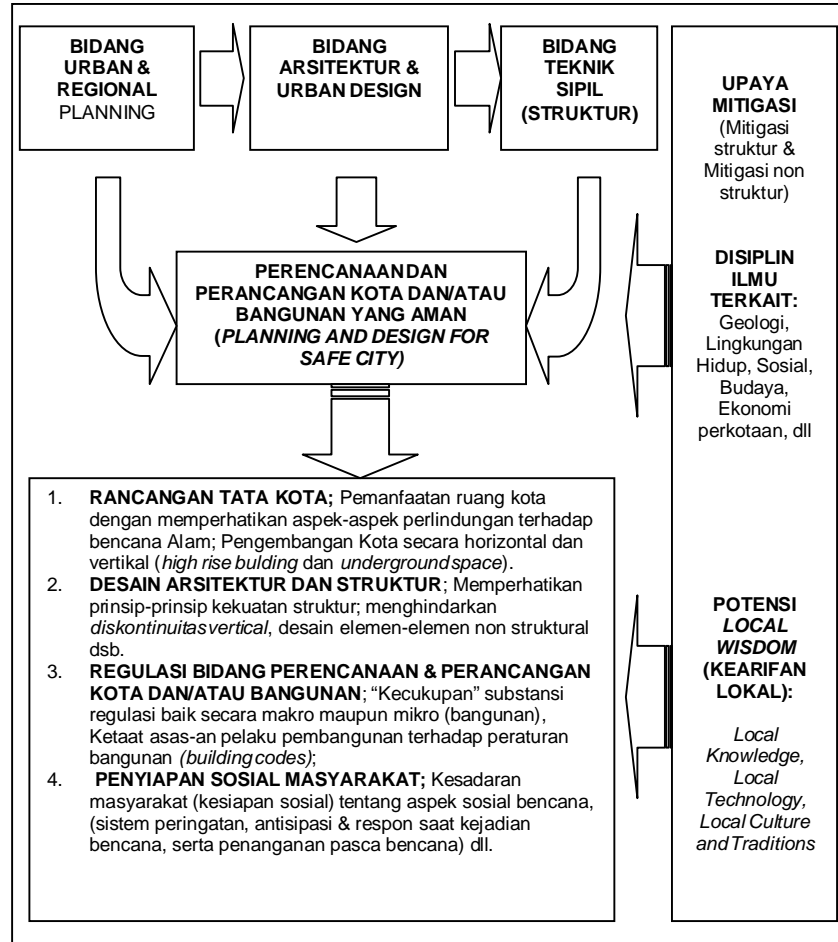 BIDANG
URBAN &
REGIONAL
PLANNING
BIDANG
ARSITEKTUR &
URBAN DESIGN
BIDANG
TEKNIK
SIPIL
(STRUKTUR)
UPAYA
MITIGASI
(Mitigasi
struktur &
Mitigasi non
struktur)
DISIPLIN
ILMU
TERKAIT:
Geologi,
Lingkungan
Hidup, Sosial,
Budaya,
Ekonomi
perkotaan, dll
PERENCANAAN DAN
PERANCANGAN KOTA DAN/ATAU
BANGUNAN YANG AMAN
(PLANNING AND DESIGN FOR
SAFE CITY)
1. RANCANGAN TATA KOTA; Pemanfaatan ruang kota
dengan memperhatikan aspek-aspek perlindungan terhadap
bencana Alam; Pengembangan Kota secara horizontal dan
vertikal (high rise bulding dan underground space).
2. DESAIN ARSITEKTUR DAN STRUKTUR; Memperhatikan
prinsip-prinsip kekuatan struktur; menghindarkan
diskontinuitas vertical, desain elemen-elemen non struktural
dsb.
3. REGULASI BIDANG PERENCANAAN & PERANCANGAN
KOTA DAN/ATAU BANGUNAN; “Kecukupan” substansi
regulasi baik secara makro maupun mikro (bangunan),
Ketaat asas-an pelaku pembangunan terhadap peraturan
bangunan (building codes);
4. PENYIAPAN SOSIAL MASYARAKAT; Kesadaran
masyarakat (kesiapan sosial) tentang aspek sosial bencana,
(sistem peringatan, antisipasi & respon saat kejadian
bencana, serta penanganan pasca bencana) dll.
POTENSI
LOCAL
WISDOM
(KEARIFAN
LOKAL):
Local
Knowledge,
Local
Technology,
Local Culture
and Traditions